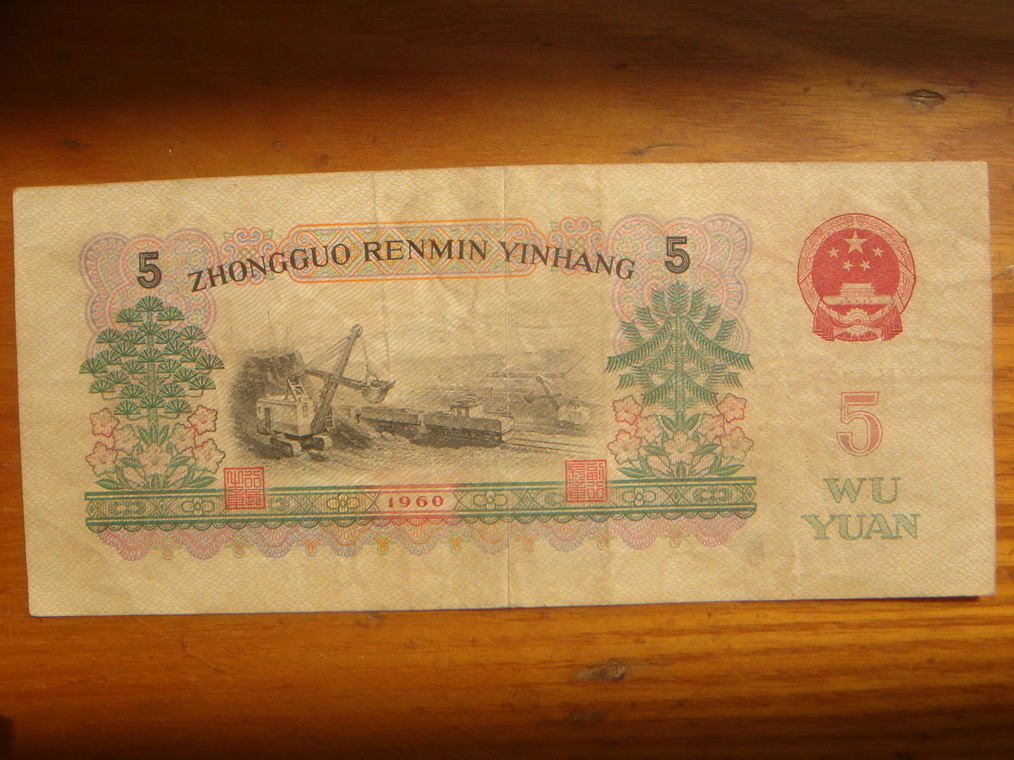 5 ZHONGGUO RENMIN YINHANG 5
5
WU
YUAN
1960